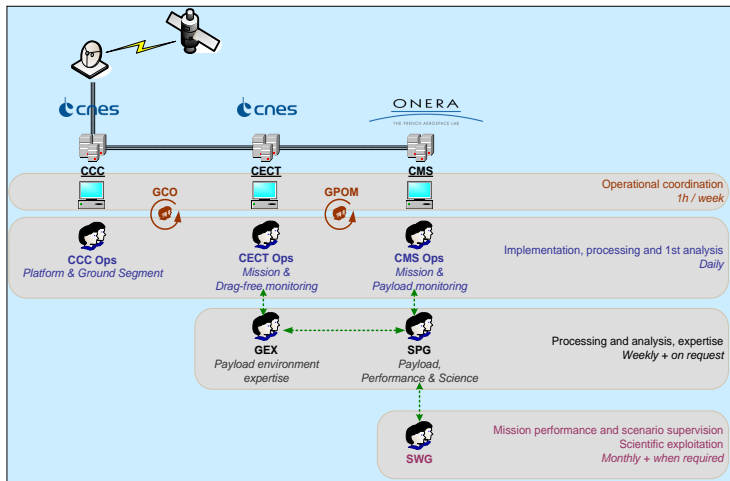 cnes
cnes
ONERA
THE FRENCH AEROSPACE LAB
CCC
CECT
CMS
GCO
GPOM
Operational coordination
1h / week
CCC Ops
Platform & Ground Segment
CECT Ops
Mission &
Drag-free monitoring
CMS Ops
Mission &
Payload monitoring
Implementation, processing and 1st analysis
Daily
GEX
Payload environment
expertise
SPG
Payload,
Performance & Science
Processing and analysis, expertise
Weekly + on request
SWG
Mission performance and scenario supervision
Scientific exploitation
Monthly + when required